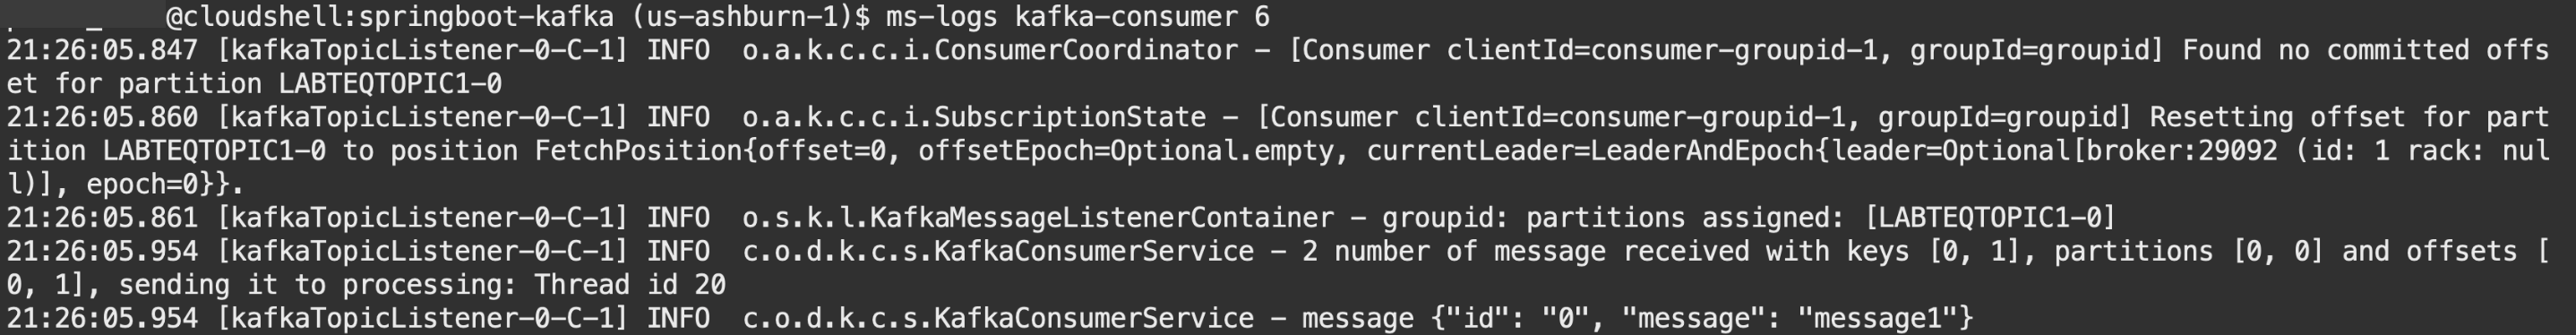 @cloudshell:springboot-kafka (us-ashburn-1)$ ms-logs kafka-consumer 6
21:26:05.847 [kafkaTopicListener-0-C-1] INFO  o.a.k.c.c.i.ConsumerCoordinator – [Consumer clientId=consumer-groupid-1, groupId=groupid] Found no committed offs
et for partition LABTEQTOPIC1-0
21:26:05.860 [kafkaTopicListener-0-C-1] INFO  o.a.k.c.c.i.SubscriptionState – [Consumer clientId=consumer-groupid-1, groupId=groupid] Resetting offset for part
ition LABTEQTOPIC1-0 to position FetchPosition{offset=0, offsetEpoch=Optional.empty, currentLeader=LeaderAndEpoch{leader=Optional[broker:29092 (id: 1 rack: nul
l)], epoch=0}}.
21:26:05.861 [kafkaTopicListener-0-C-1] INFO  o.s.k.l.KafkaMessageListenerContainer – groupid: partitions assigned: [LABTEQTOPIC1-0]
21:26:05.954 [kafkaTopicListener-0-C-1] INFO  c.o.d.k.c.s.KafkaConsumerService – 2 number of message received with keys [0, 1], partitions [0, 0] and offsets [
0, 1], sending it to processing: Thread id 20
21:26:05.954 [kafkaTopicListener-0-C-1] INFO  c.o.d.k.c.s.KafkaConsumerService – message {"id": "0", "message": "message1"}